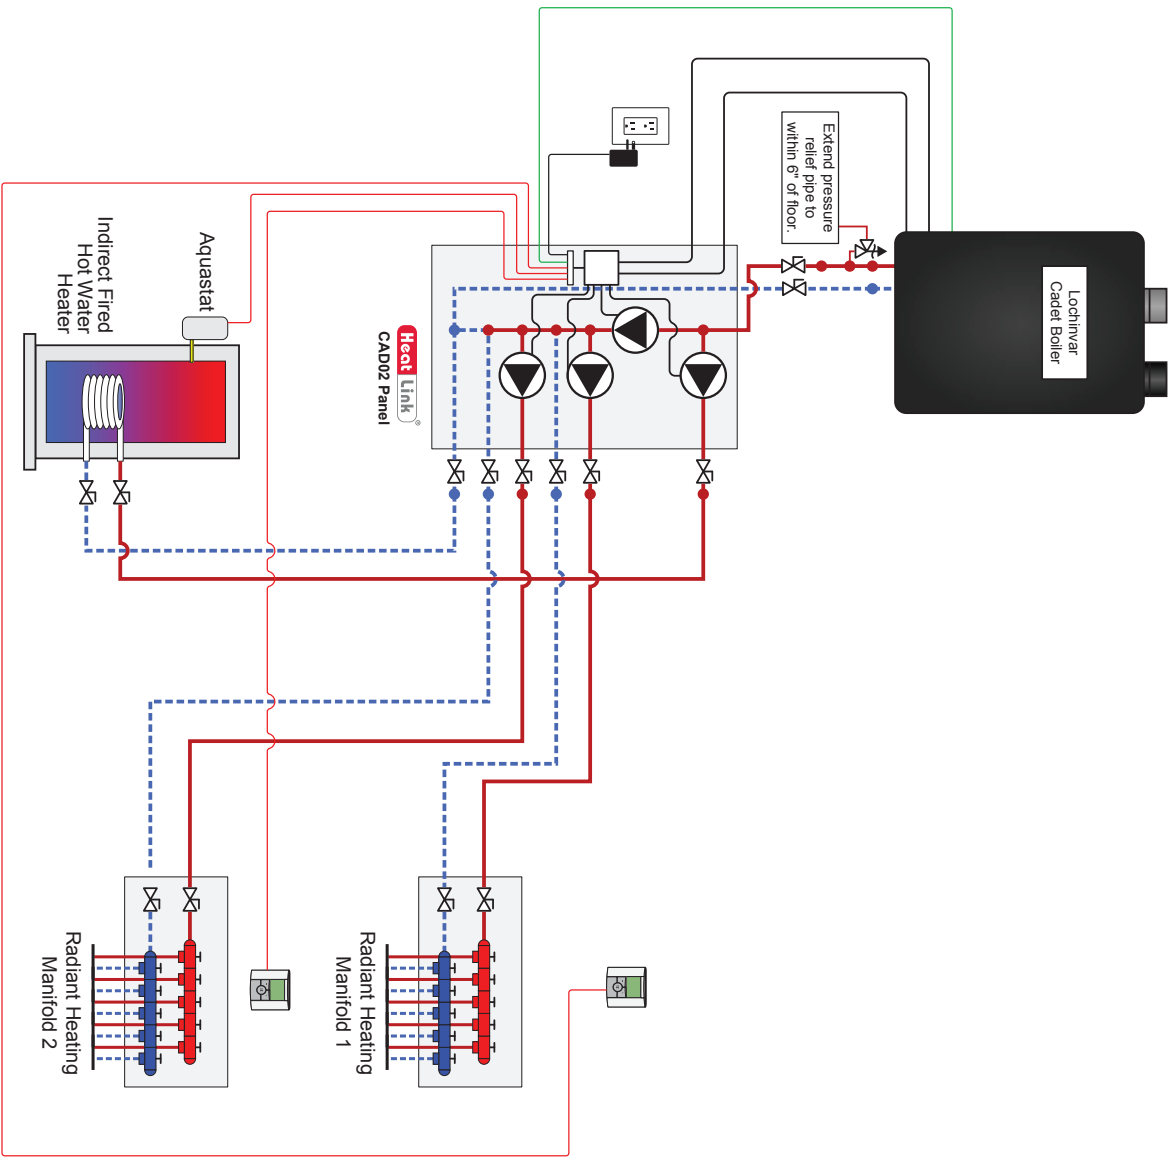 Lochinvar
Cadet Boiler
Extend pressure
relief pipe to
within 6" of floor.
Heat Link®
CAD02 Panel
Aquastat
Indirect Fired
Hot Water
Heater
Radiant Heating
Manifold 1
Radiant Heating
Manifold 2